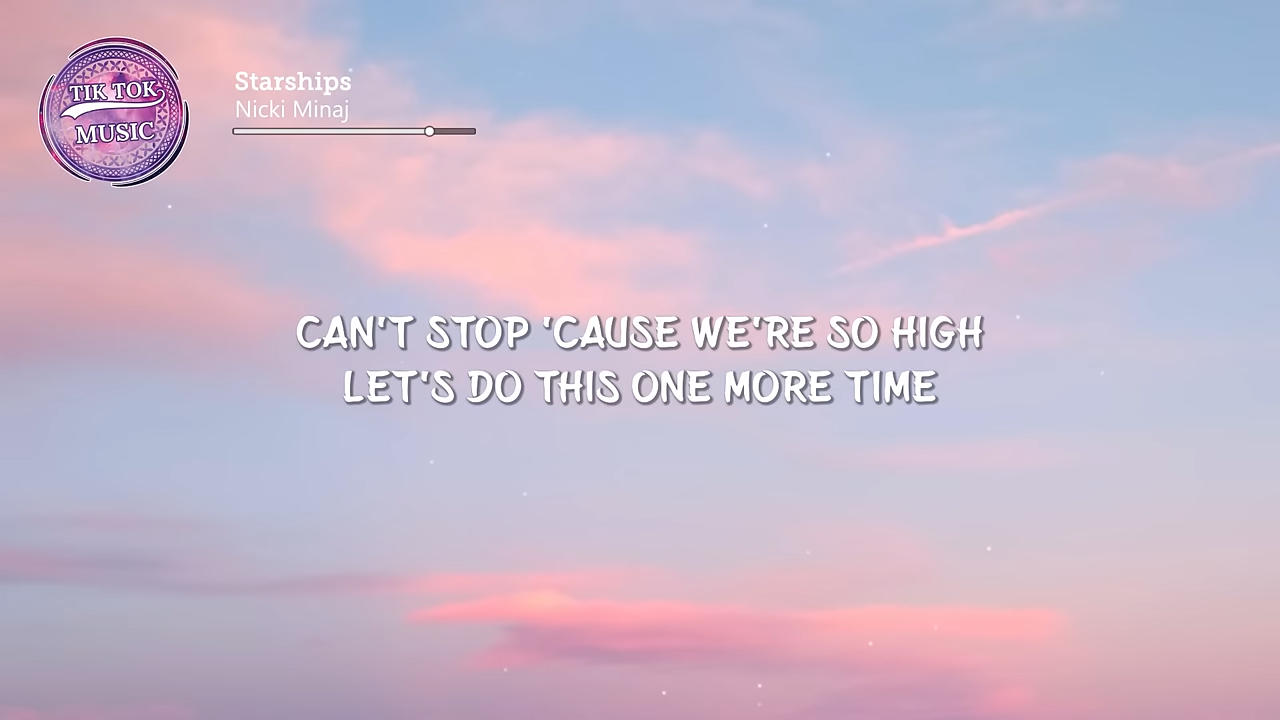 TIK TOK
MUSIC
Starships
Nicki Minaj
CAN'T STOP 'CAUSE WE'RE SO HIGH
LET'S DO THIS ONE MORE TIME